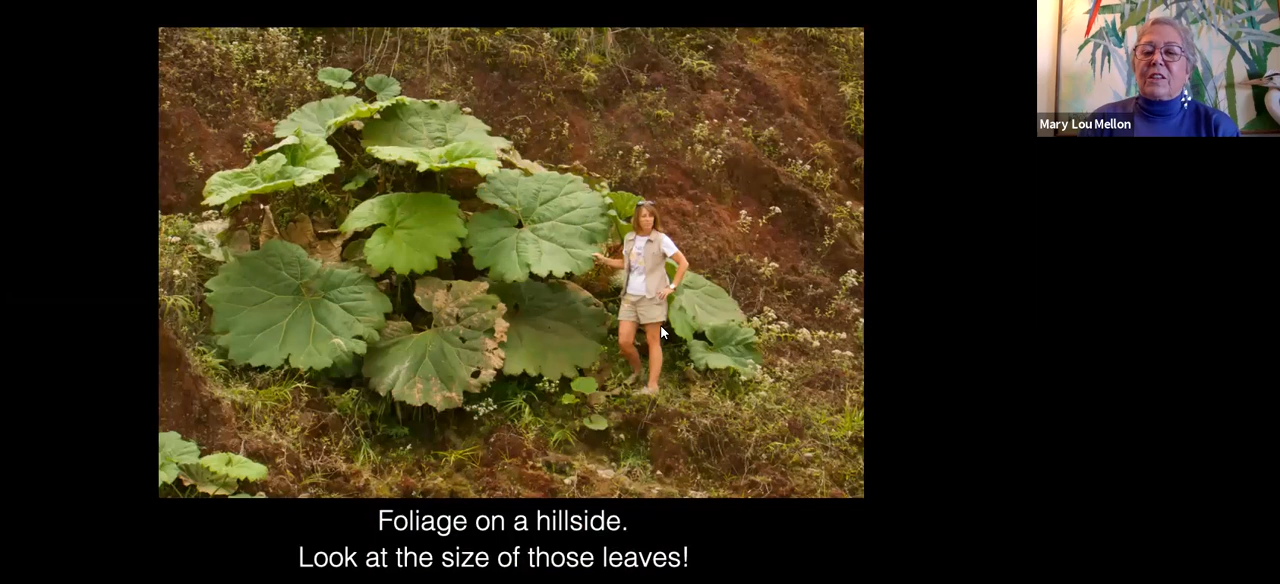 Mary Lou Mellon
Foliage on a hillside.
Look at the size of those leaves!